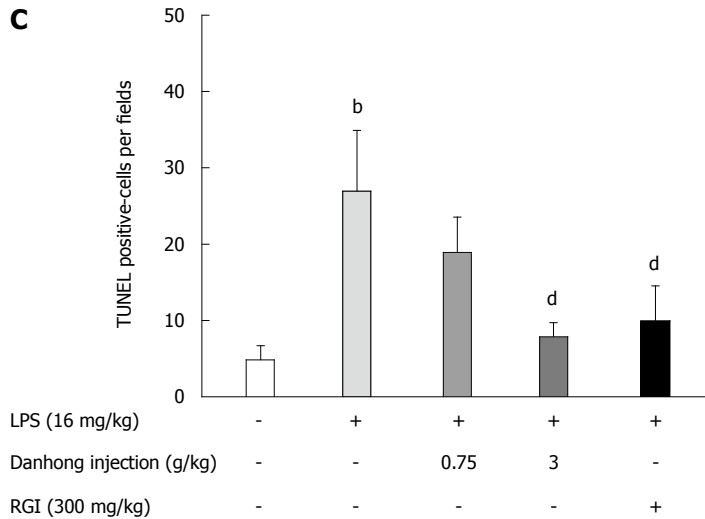 C
TUNEL positive-cells per fields
50
40
30
20
10
0
b
d
d
LPS (16 mg/kg) - + + + +
Danhong injection (g/kg) - - 0.75 3 -
RGI (300 mg/kg) - - - - +